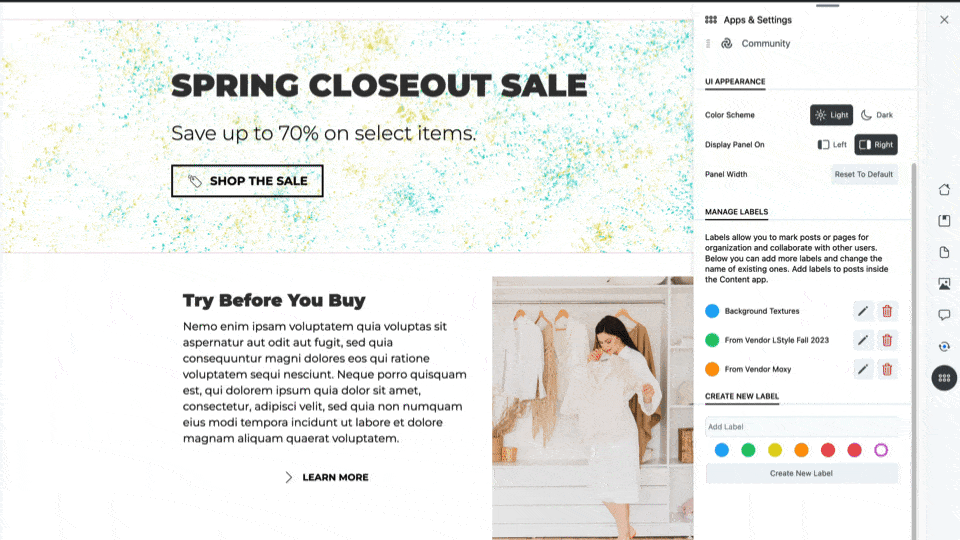 SPRING CLOSEOUT SALE
Save up to 70% on select items.
SHOP THE SALE
Try Before You Buy
Nemo enim ipsam voluptatem quia voluptas sit
aspernatur aut odit aut fugit, sed quia
consequuntur magni dolores eos qui ratione
voluptatem sequi nesciunt. Neque porro quisquam
est, qui dolorem ipsum quia dolor sit amet,
consectetur, adipisci velit, sed quia non numquam
eius modi tempora incidunt ut labore et dolore
magnam aliquam quaerat voluptatem.
LEARN MORE
Apps & Settings
Community
UI APPEARANCE
Color Scheme Light Dark
Display Panel On Left Right
Panel Width Reset To Default
MANAGE LABELS
Labels allow you to mark posts or pages for
organization and collaborate with other users.
Below you can add more labels and change the
name of existing ones. Add labels to posts inside
the Content app.
Background Textures
From Vendor LStyle Fall 2023
From Vendor Moxy
CREATE NEW LABEL
Add Label
Create New Label